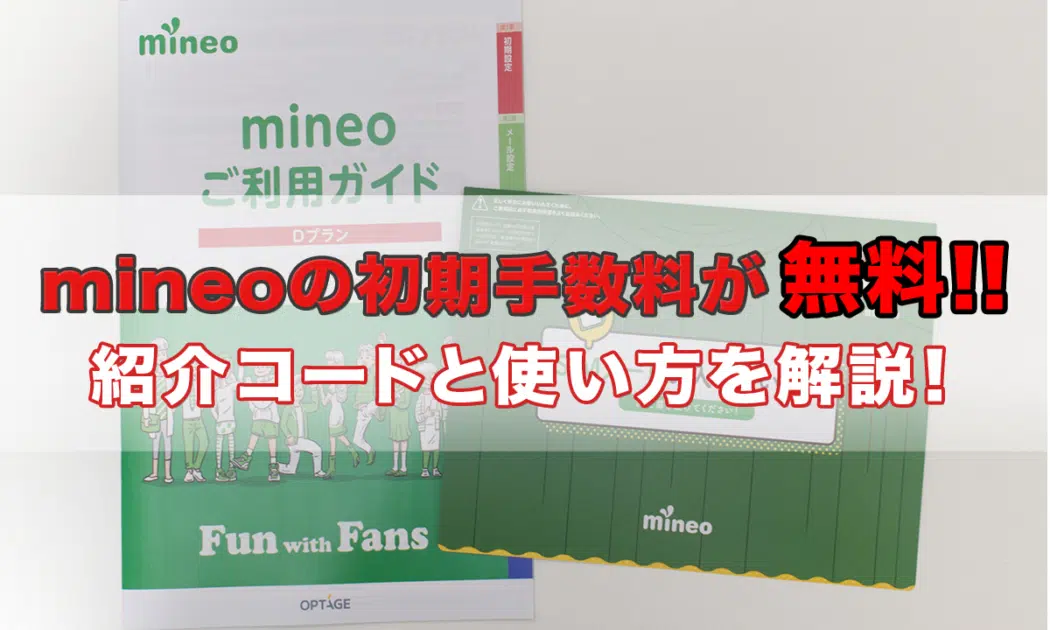 mineo
初期設定
メール設定
mineo
ご利用ガイド
Dプラン
mineoの初期手数料が無料!!
紹介コードと使い方を解説!
Fun with Fans
mineo
OPTAGE